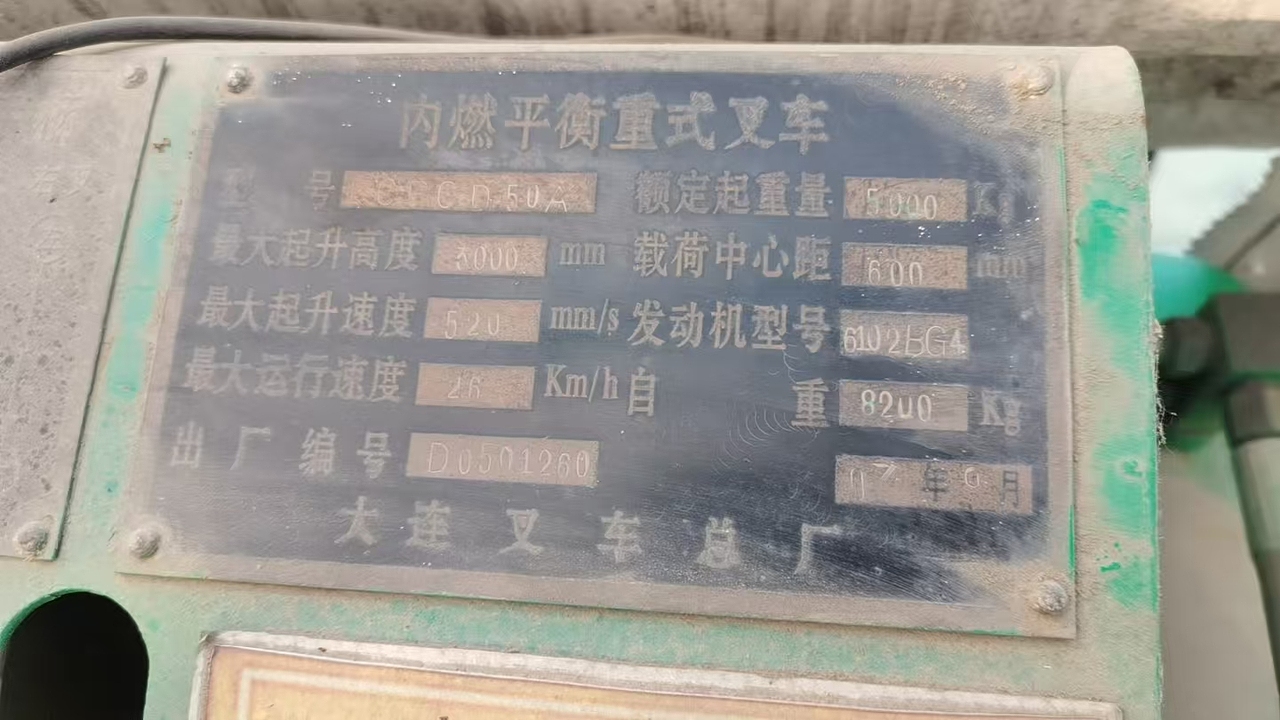 内燃平衡重式叉车
型号 CPCD50A 额定起重量 5000 Kg
最大起升高度 3000 mm 载荷中心距 600 mm
最大起升速度 520 mm/s 发动机型号 6102BG4
最大运行速度 26 Km/h 自重 8200 Kg
出厂编号 D0501260 07年9月
大连叉车总厂